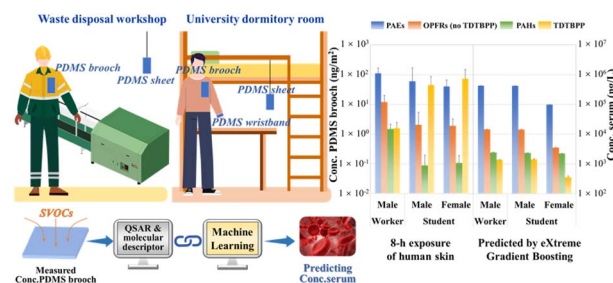 Waste disposal workshop
University dormitory room
PDMS brooch
PDMS sheet
PDMS brooch
PDMS sheet
PDMS wristband
SVOCs
Measured
Conc.PDMS brooch
QSAR &
molecular
descriptor
Machine
Learning
Predicting
Conc.serum
PAEs
OPFRs (no TDTBPP)
PAHs
TDTBPP
Conc. PDMS brooch (ng/m²)
1 × 10³
1 × 10²
1 × 10¹
1 × 10⁰
1 × 10⁻¹
1 × 10⁻²
1 × 10⁷
1 × 10⁶
1 × 10⁵
1 × 10⁴
1 × 10³
1 × 10²
Conc. serum (ng/L)
Male Male Female Male Male Female
Worker Student Worker Student
8-h exposure
of human skin
Predicted by eXtreme
Gradient Boosting